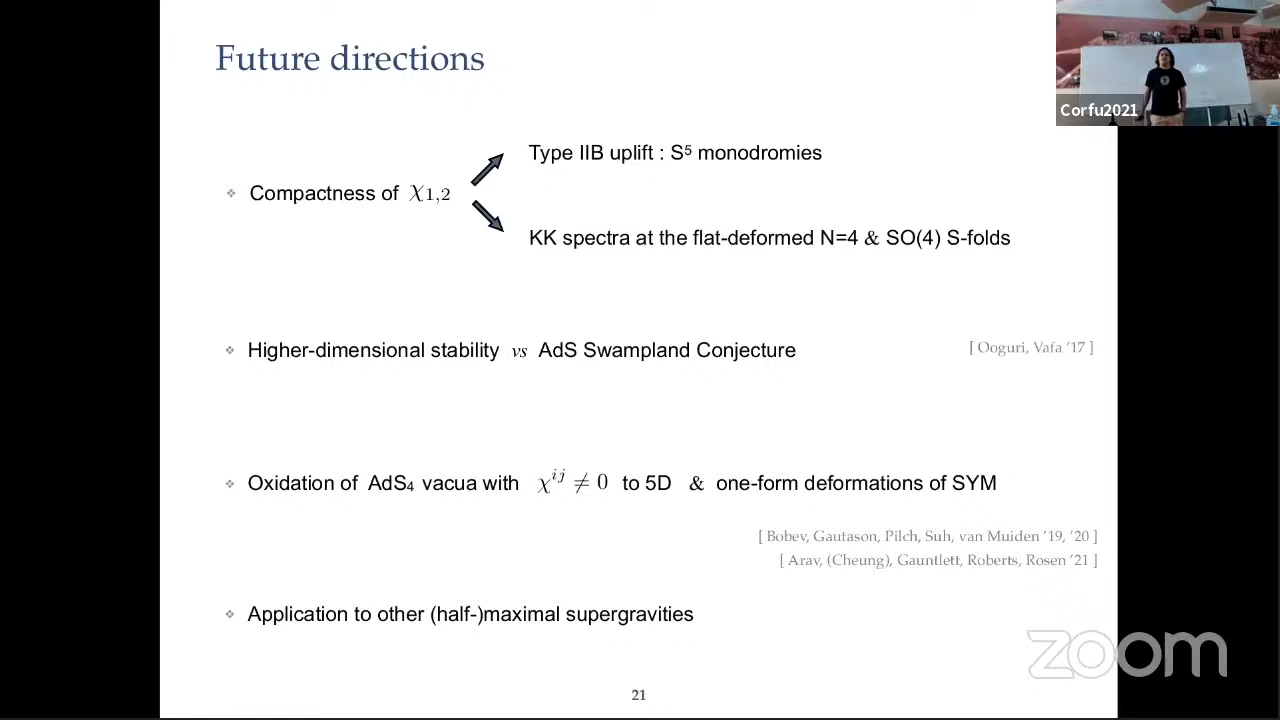 Future directions
Corfu2021
Type IIB uplift : S⁵ monodromies
❖ Compactness of χ₁,₂
KK spectra at the flat-deformed N=4 & SO(4) S-folds
❖ Higher-dimensional stability vs AdS Swampland Conjecture [ Ooguri, Vafa ’17 ]
❖ Oxidation of AdS₄ vacua with χⁱʲ ≠ 0 to 5D & one-form deformations of SYM
[ Bobev, Gautason, Pilch, Suh, van Muiden ’19, ’20 ]
[ Arav, (Cheung), Gauntlett, Roberts, Rosen ’21 ]
❖ Application to other (half-)maximal supergravities
zoom
21